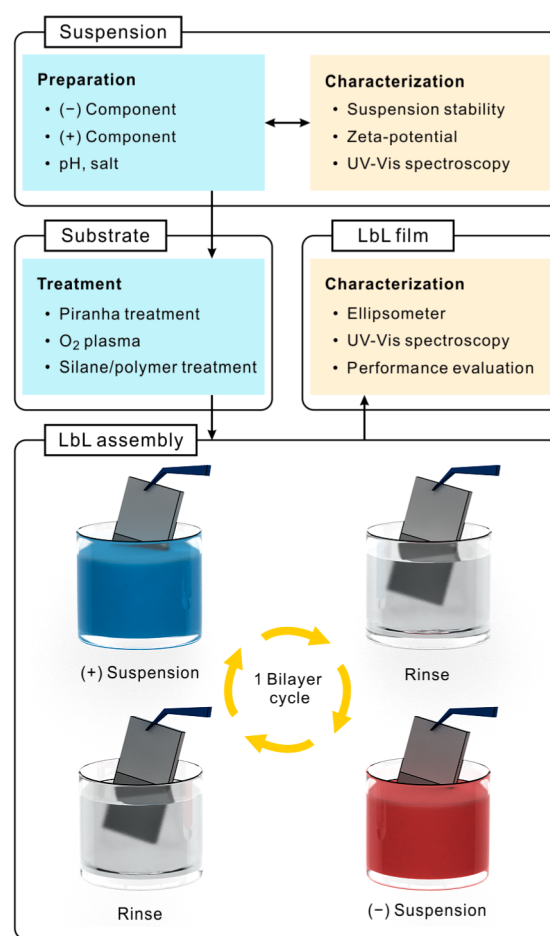 Suspension
Preparation
• (−) Component
• (+) Component
• pH, salt
Characterization
• Suspension stability
• Zeta-potential
• UV-Vis spectroscopy
Substrate
Treatment
• Piranha treatment
• O₂ plasma
• Silane/polymer treatment
LbL film
Characterization
• Ellipsometer
• UV-Vis spectroscopy
• Performance evaluation
LbL assembly
(+) Suspension
Rinse
1 Bilayer
cycle
Rinse
(−) Suspension